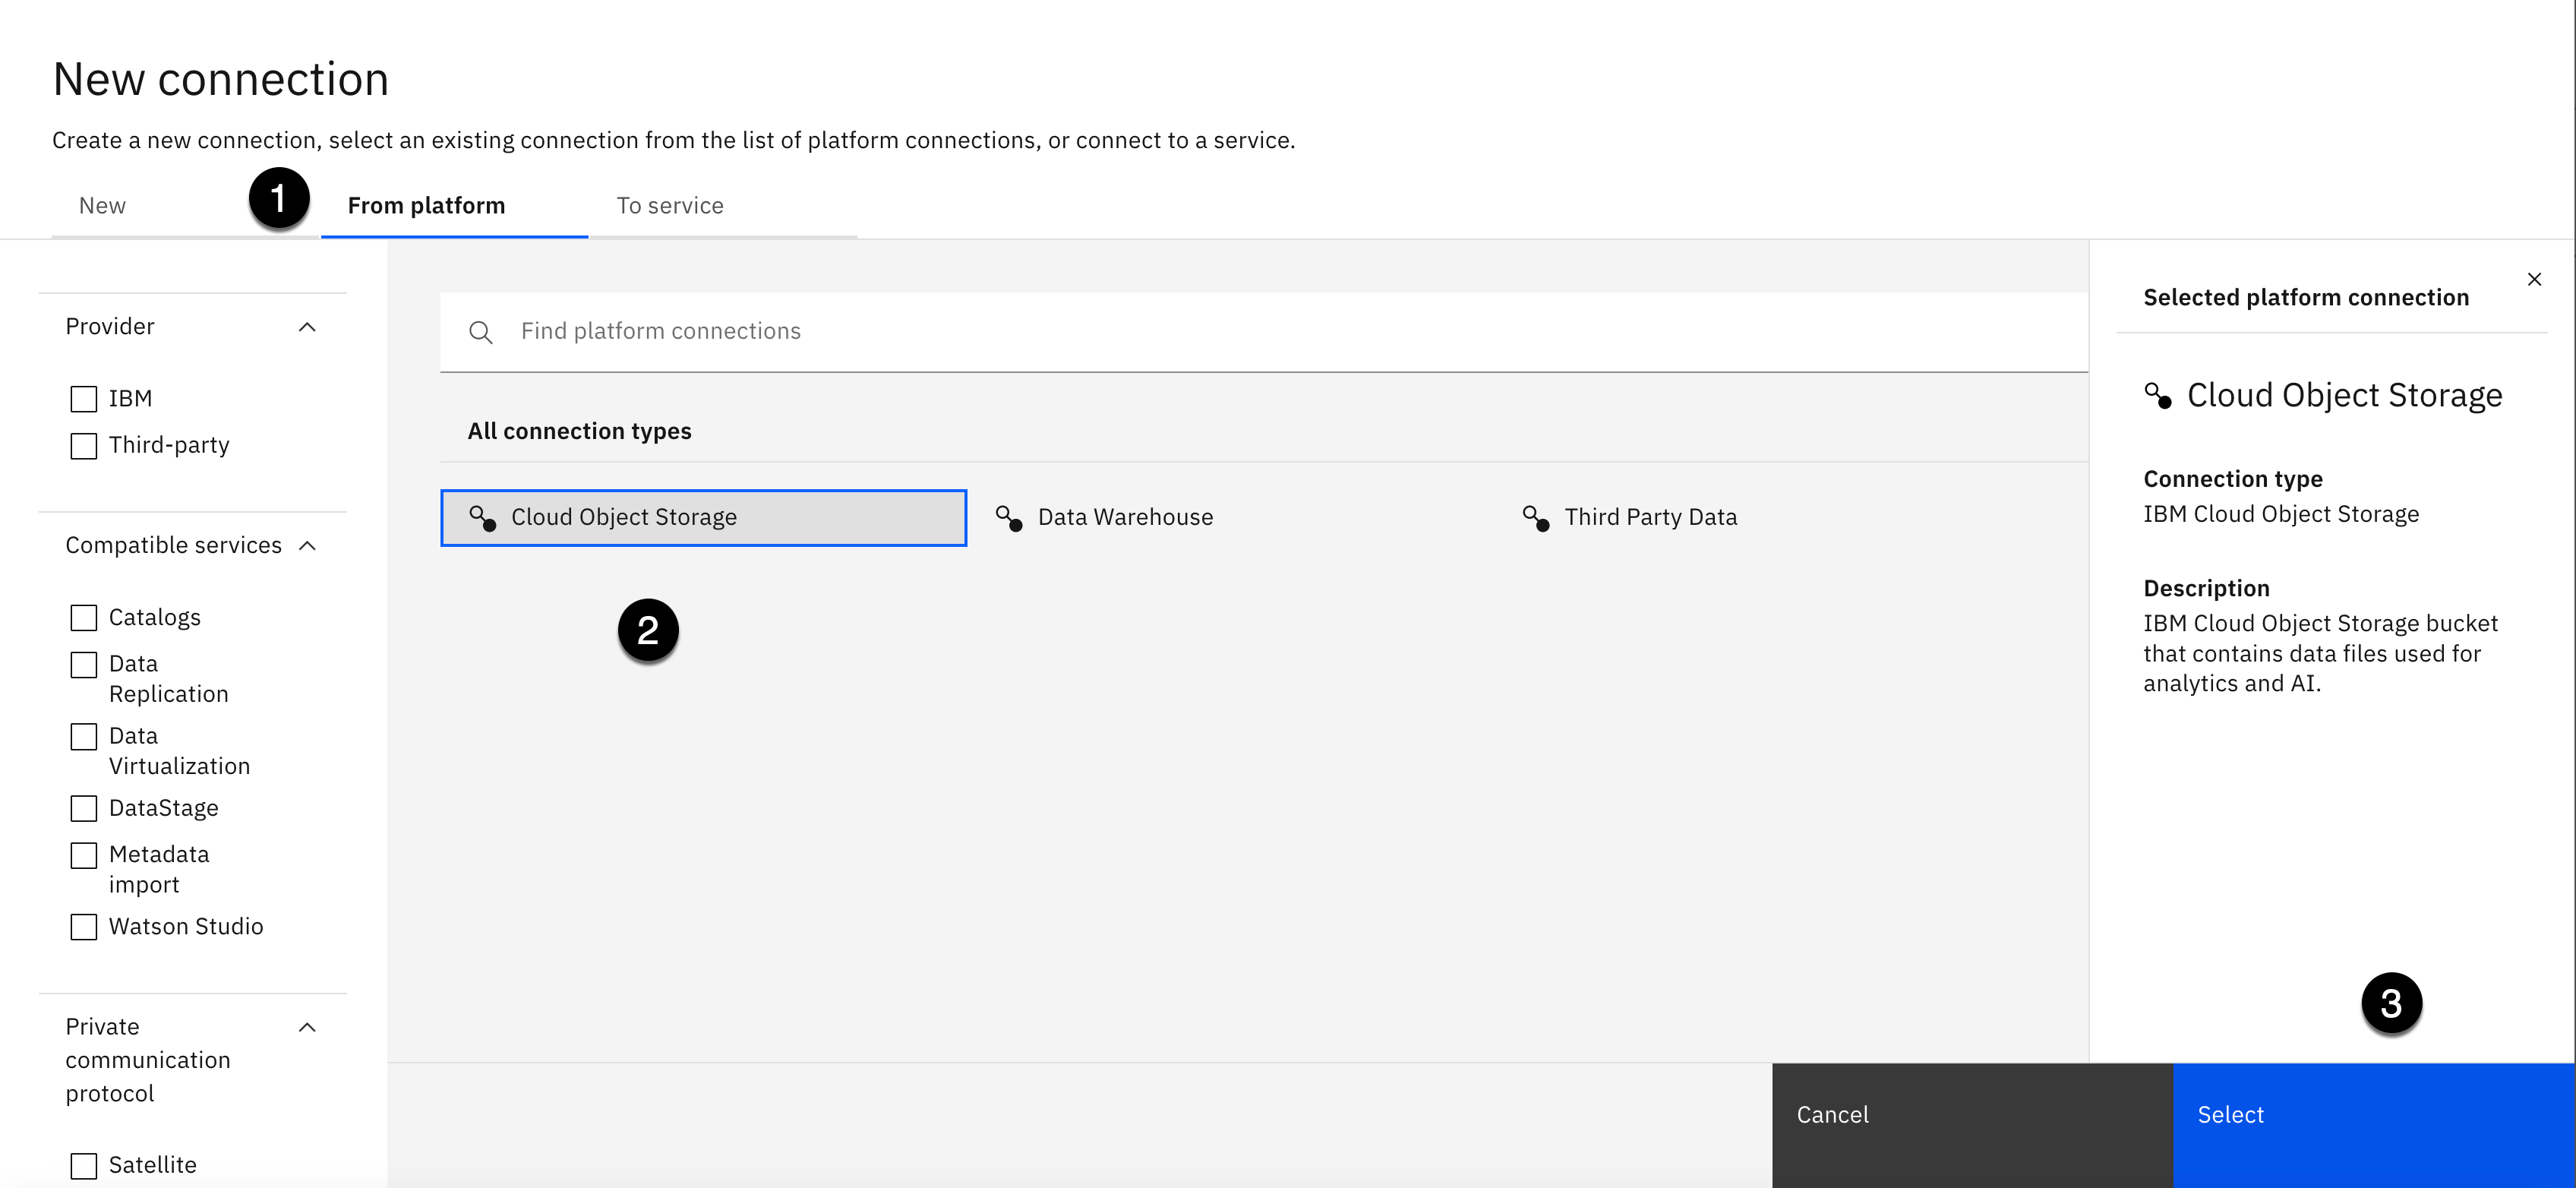 New connection
Create a new connection, select an existing connection from the list of platform connections, or connect to a service.
New
1
From platform
To service
Provider
IBM
Third-party
Compatible services
Catalogs
Data
Replication
Data
Virtualization
DataStage
Metadata
import
Watson Studio
Private
communication
protocol
Satellite
Find platform connections
All connection types
Cloud Object Storage
Data Warehouse
Third Party Data
2
Selected platform connection
Cloud Object Storage
Connection type
IBM Cloud Object Storage
Description
IBM Cloud Object Storage bucket
that contains data files used for
analytics and AI.
3
Cancel
Select